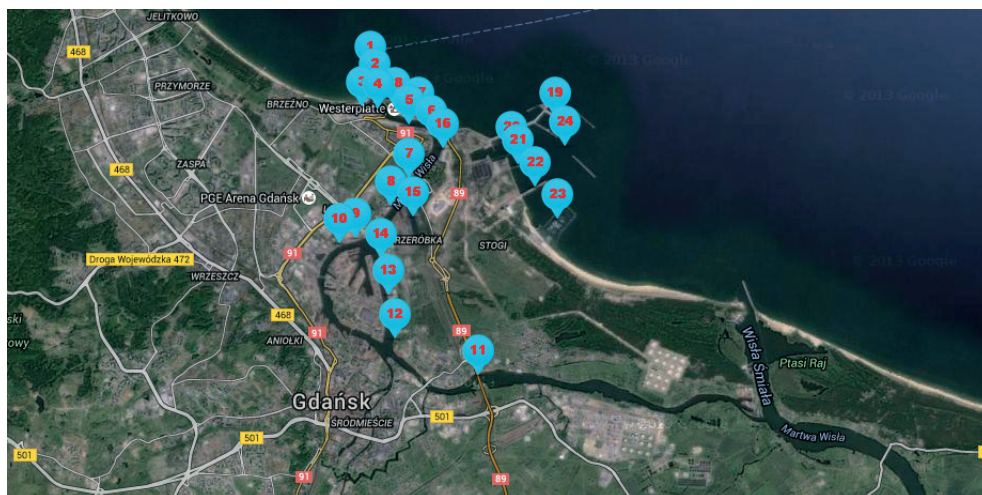 JELITKOWO
468
1
© 2013 Google
2
© 2013 Google
PRZYMORZE
3
4
8
5
19
BRZEŹNO
Westerplatte
6
16
24
91
21
7
ZASPA
Wisła
22
468
8
15
89
23
PGE Arena Gdańsk
10
9
14
STOGI
91
Droga Wojewódzka 472
© 2013 Google
13
WRZESZCZ
468
12
91
89
ANIOŁKI
11
Wisła Śmiała
Ptasi Raj
Gdańsk
ŚRÓDMIEŚCIE
501
Martwa Wisła
501
501
91
89